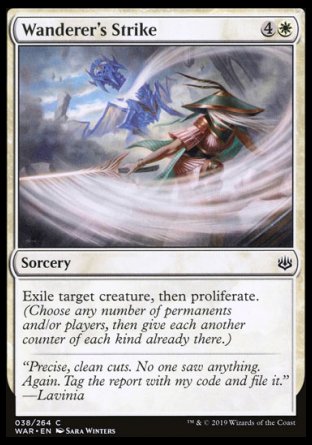 Wanderer's Strike 4
Sorcery
Exile target creature, then proliferate.
(Choose any number of permanents
and/or players, then give each another
counter of each kind already there.)
"Precise, clean cuts. No one saw anything.
Again. Tag the report with my code and file it."
—Lavinia
038/264 C
WAR • EN SARA WINTERS ™ & © 2019 Wizards of the Coast